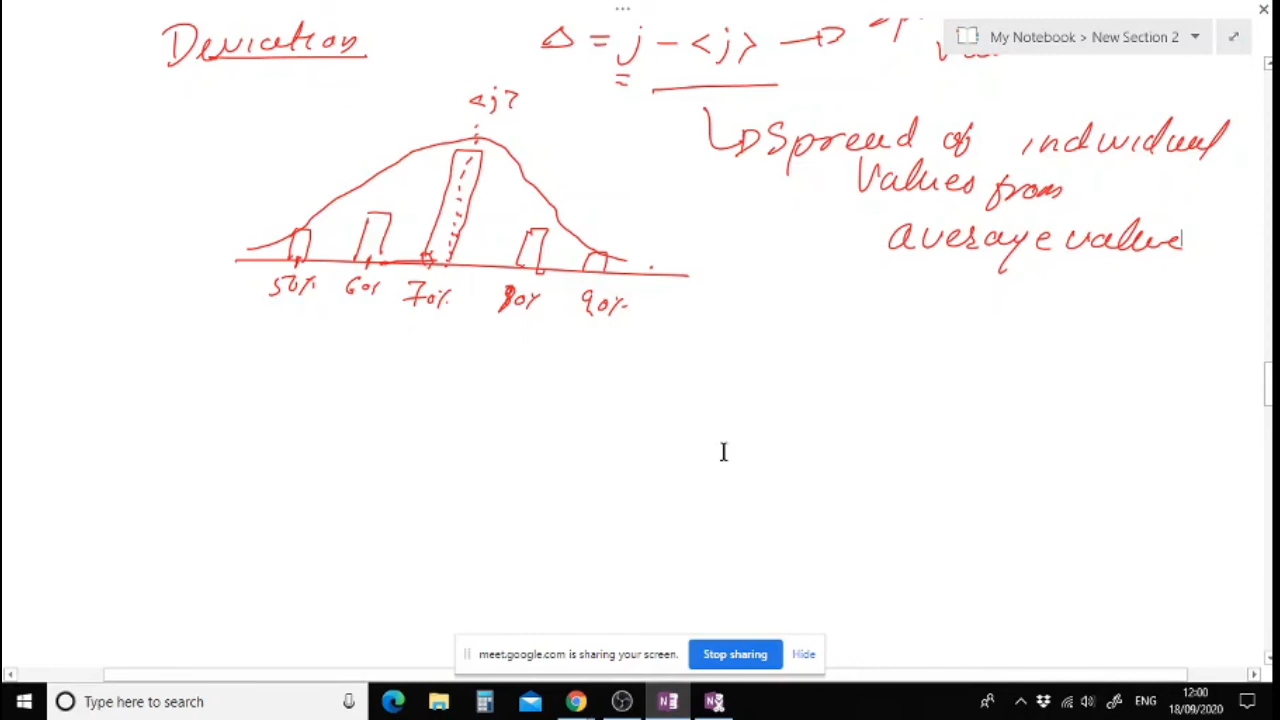 My Notebook > New Section 2
Deviation
Δ = j - <j> →
<j>
↳ Spread of individual
values from
average value
50% 60% 70% 80% 90%
meet.google.com is sharing your screen. Stop sharing Hide
Type here to search
ENG
12:00
18/09/2020